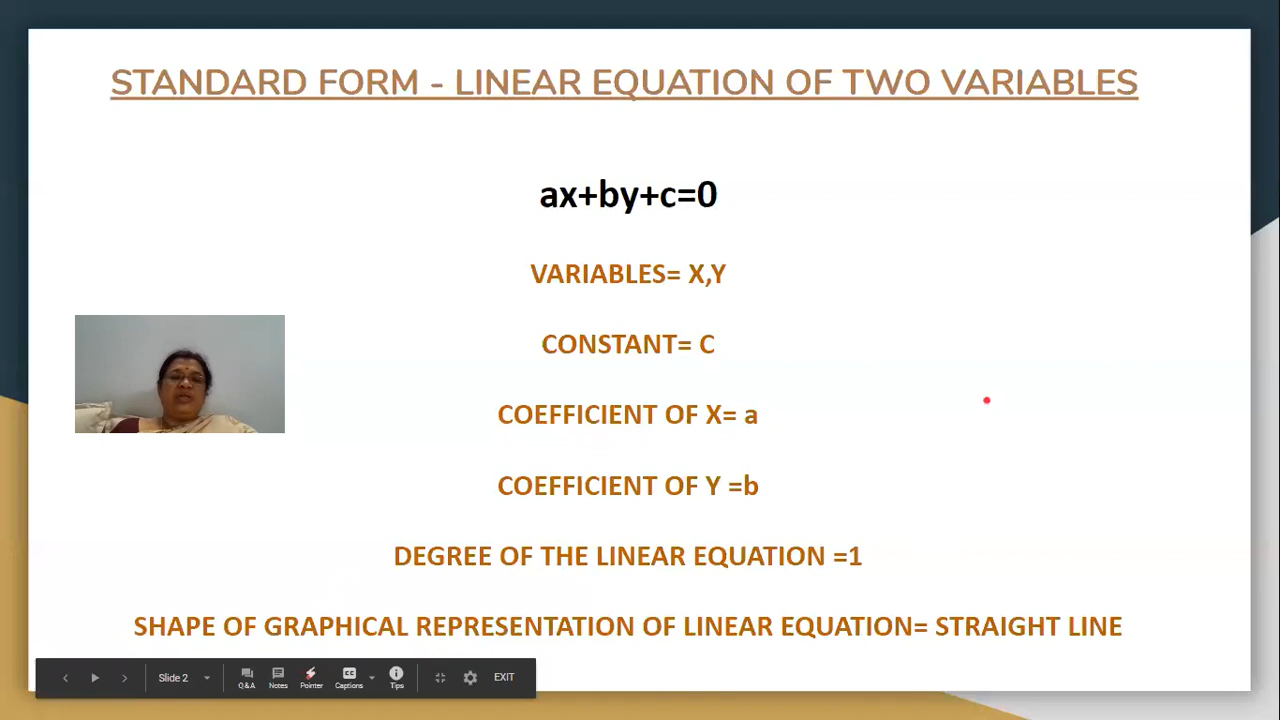 STANDARD FORM - LINEAR EQUATION OF TWO VARIABLES
ax+by+c=0
VARIABLES= X,Y
CONSTANT= C
COEFFICIENT OF X= a
COEFFICIENT OF Y =b
DEGREE OF THE LINEAR EQUATION =1
SHAPE OF GRAPHICAL REPRESENTATION OF LINEAR EQUATION= STRAIGHT LINE
Slide 2
Q&A Notes Pointer Captions Tips
EXIT